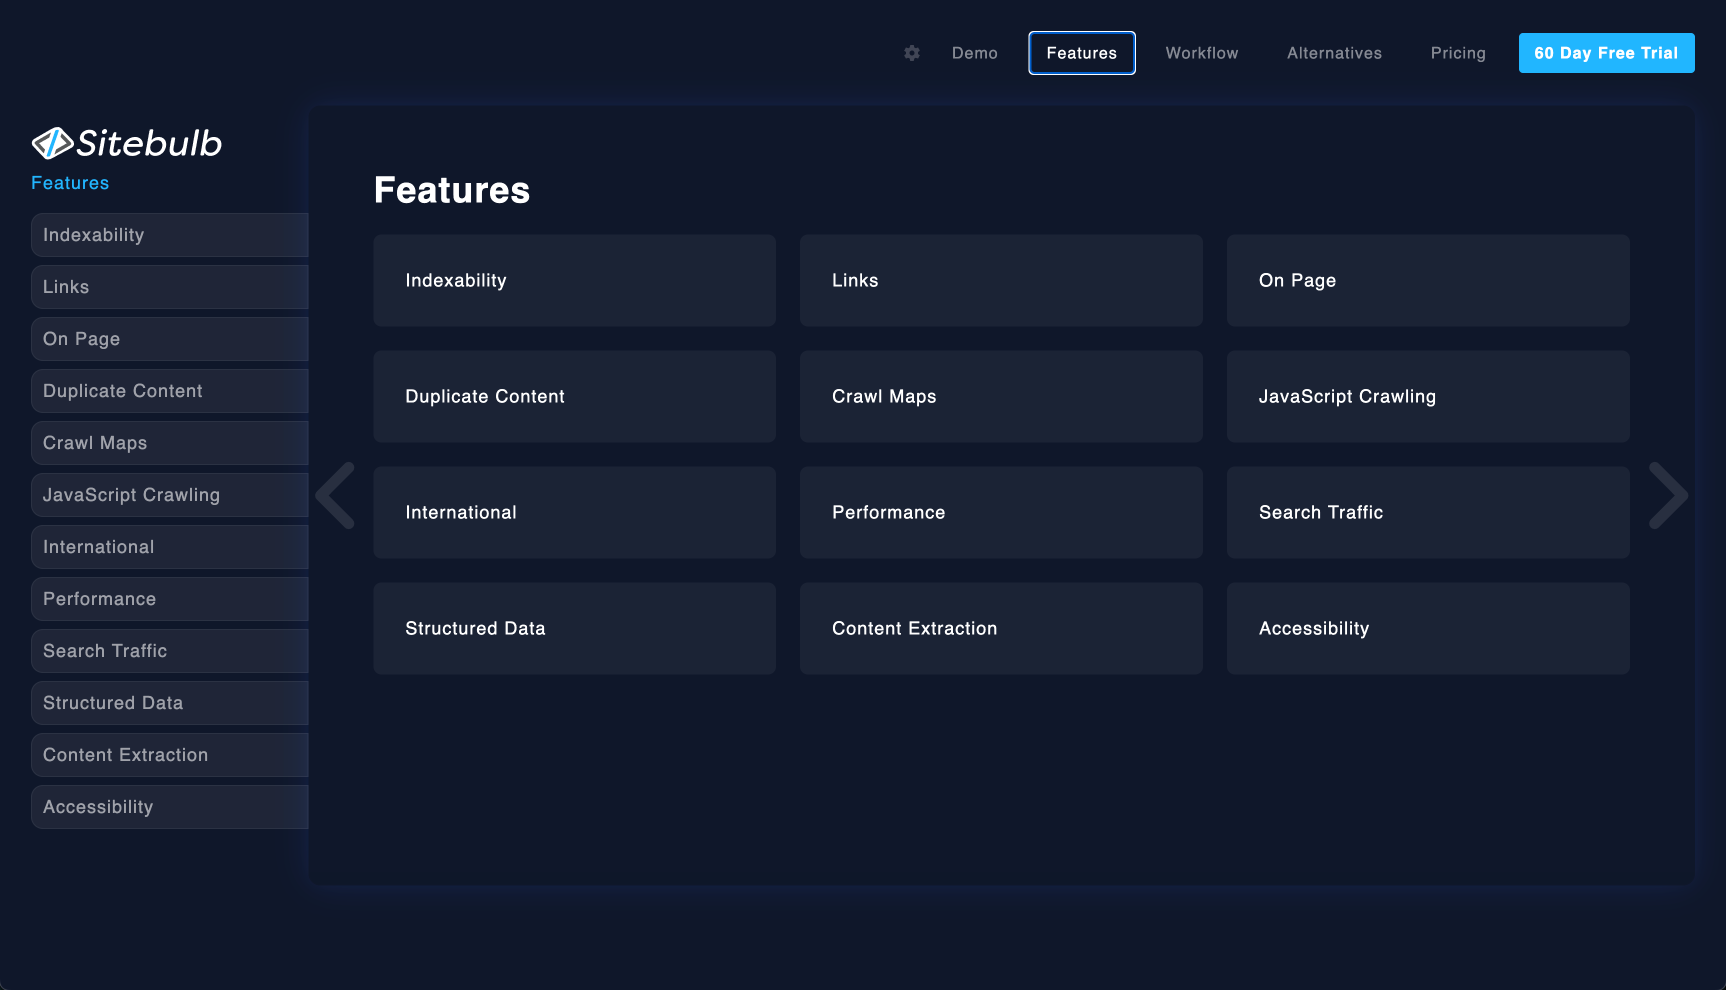 Demo
Features
Workflow
Alternatives
Pricing
60 Day Free Trial
Sitebulb
Features
Indexability
Links
On Page
Duplicate Content
Crawl Maps
JavaScript Crawling
International
Performance
Search Traffic
Structured Data
Content Extraction
Accessibility
Features
Indexability
Links
On Page
Duplicate Content
Crawl Maps
JavaScript Crawling
International
Performance
Search Traffic
Structured Data
Content Extraction
Accessibility